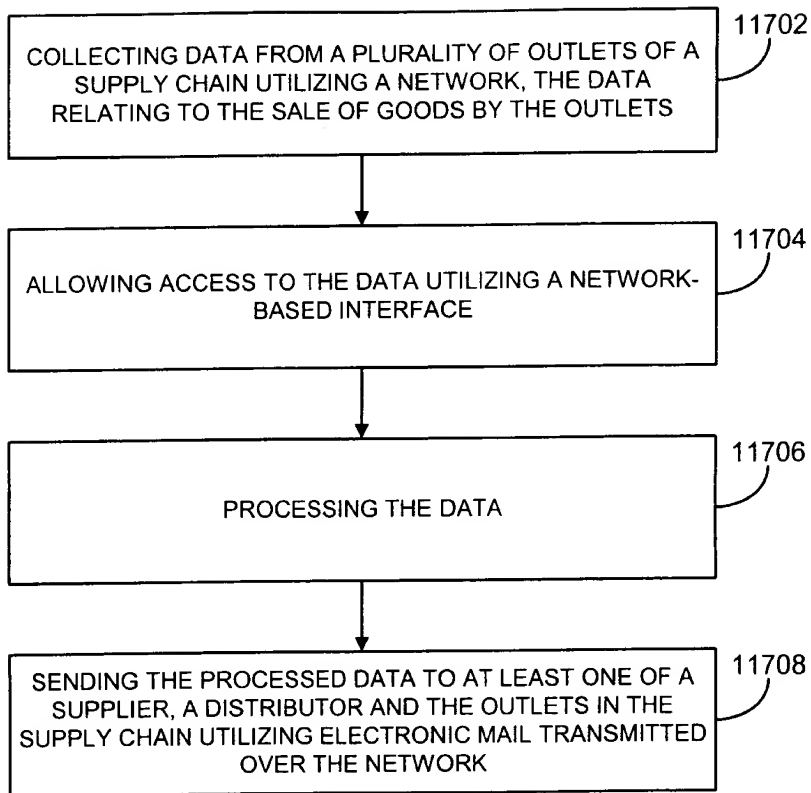 11702
COLLECTING DATA FROM A PLURALITY OF OUTLETS OF A
SUPPLY CHAIN UTILIZING A NETWORK, THE DATA
RELATING TO THE SALE OF GOODS BY THE OUTLETS
11704
ALLOWING ACCESS TO THE DATA UTILIZING A NETWORK-
BASED INTERFACE
11706
PROCESSING THE DATA
11708
SENDING THE PROCESSED DATA TO AT LEAST ONE OF A
SUPPLIER, A DISTRIBUTOR AND THE OUTLETS IN THE
SUPPLY CHAIN UTILIZING ELECTRONIC MAIL TRANSMITTED
OVER THE NETWORK